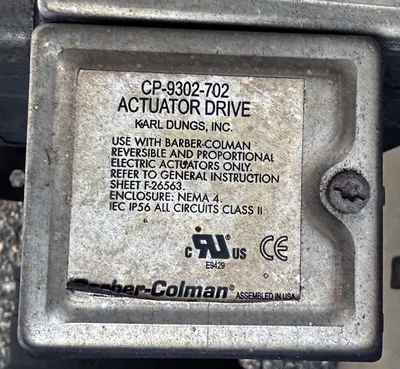 CP-9302-702
ACTUATOR DRIVE
KARL DUNGS, INC.
USE WITH BARBER-COLMAN
REVERSIBLE AND PROPORTIONAL
ELECTRIC ACTUATORS ONLY.
REFER TO GENERAL INSTRUCTION
SHEET F-26563.
ENCLOSURE: NEMA 4.
IEC IP56 ALL CIRCUITS CLASS II
C RU US CE
E9429
Barber-Colman® ASSEMBLED IN USA